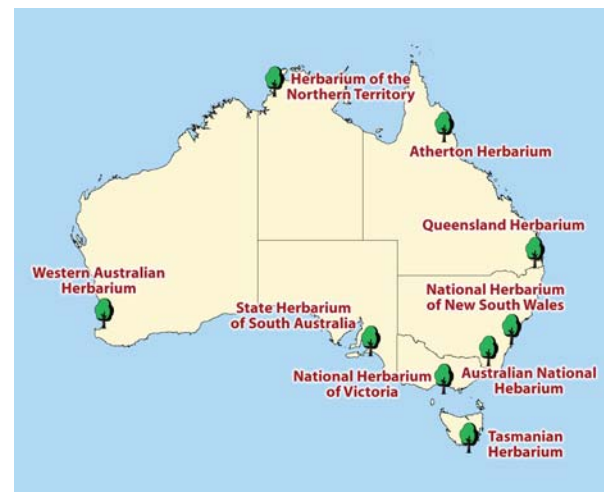 Herbarium of the
Northern Territory
Atherton Herbarium
Queensland Herbarium
Western Australian
Herbarium
National Herbarium
of New South Wales
State Herbarium
of South Australia
National Herbarium
of Victoria
Australian National
Hebarium
Tasmanian
Herbarium